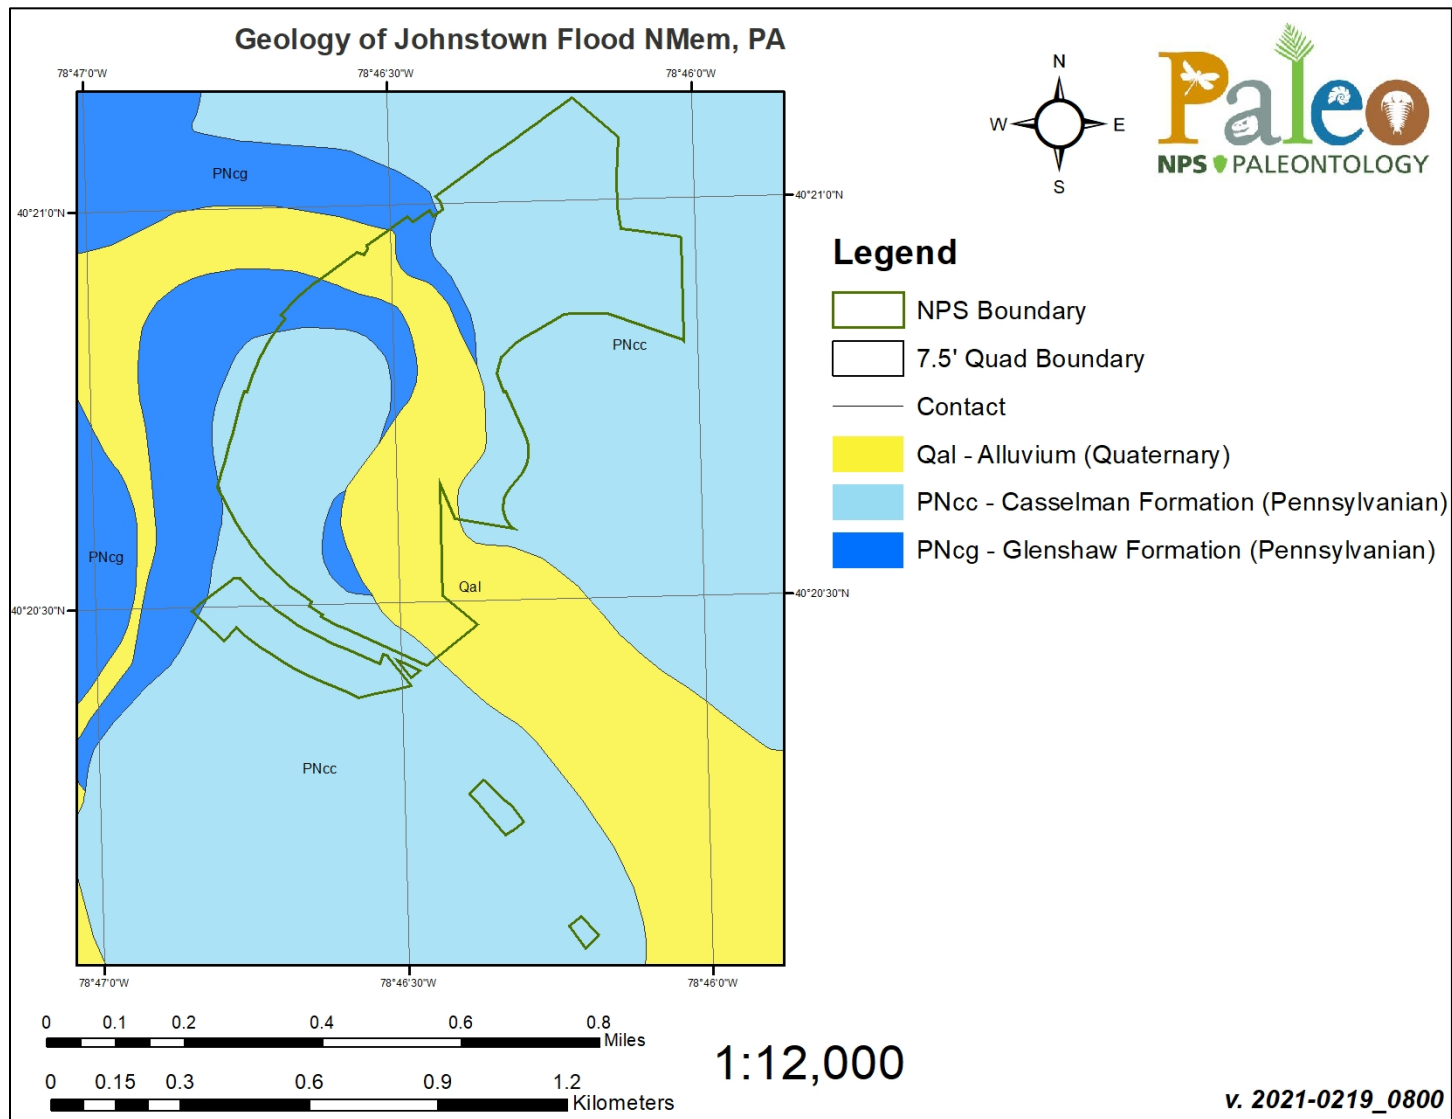 Geology of Johnstown Flood NMem, PA
78°47'0"W
78°46'30"W
78°46'0"W
N
W
E
S
Paleo
NPS PALEONTOLOGY
PNcg
40°21'0"N
40°21'0"N
Legend
NPS Boundary
7.5' Quad Boundary
Contact
Qal - Alluvium (Quaternary)
PNcc - Casselman Formation (Pennsylvanian)
PNcg - Glenshaw Formation (Pennsylvanian)
PNcc
PNcg
Qal
40°20'30"N
40°20'30"N
PNcc
78°47'0"W
78°46'30"W
78°46'0"W
0 0.1 0.2 0.4 0.6 0.8
Miles
0 0.15 0.3 0.6 0.9 1.2
Kilometers
1:12,000
v. 2021-0219_0800